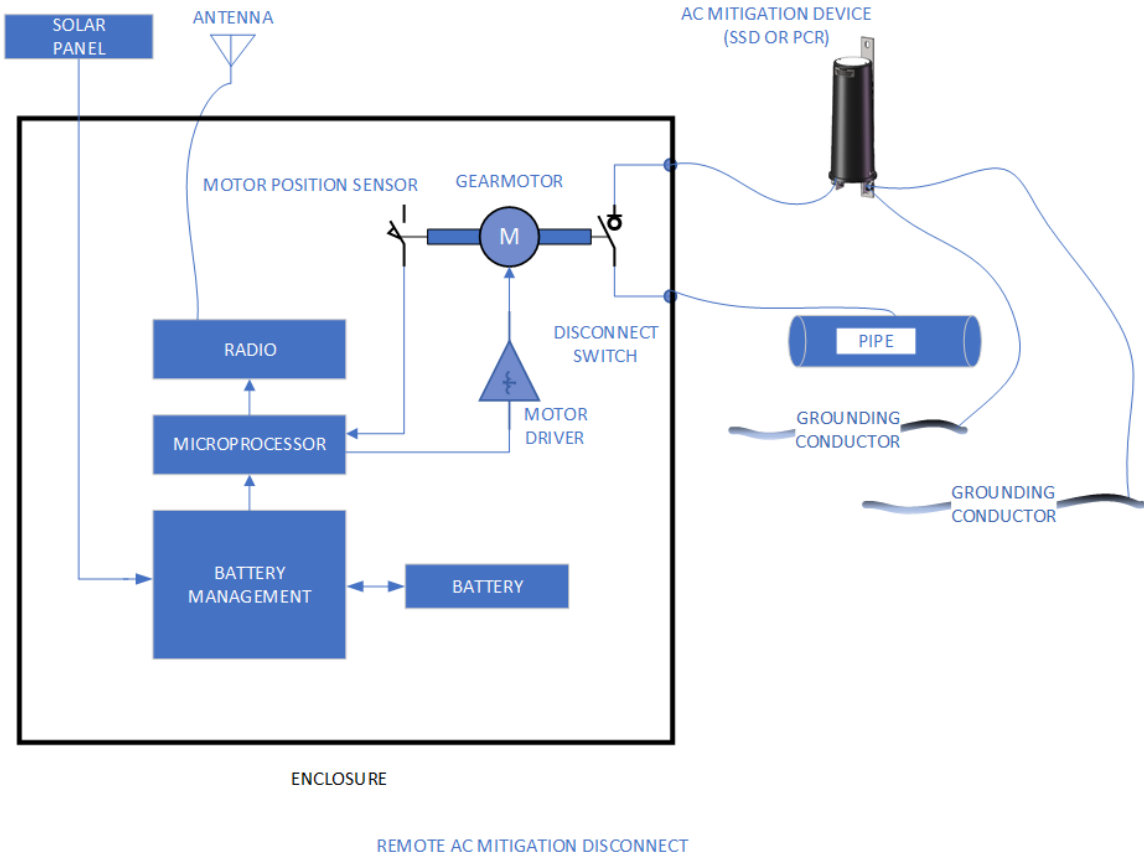 SOLAR
PANEL
ANTENNA
AC MITIGATION DEVICE
(SSD OR PCR)
MOTOR POSITION SENSOR
GEARMOTOR
M
RADIO
DISCONNECT
SWITCH
PIPE
MICROPROCESSOR
MOTOR
DRIVER
GROUNDING
CONDUCTOR
GROUNDING
CONDUCTOR
BATTERY
MANAGEMENT
BATTERY
ENCLOSURE
REMOTE AC MITIGATION DISCONNECT